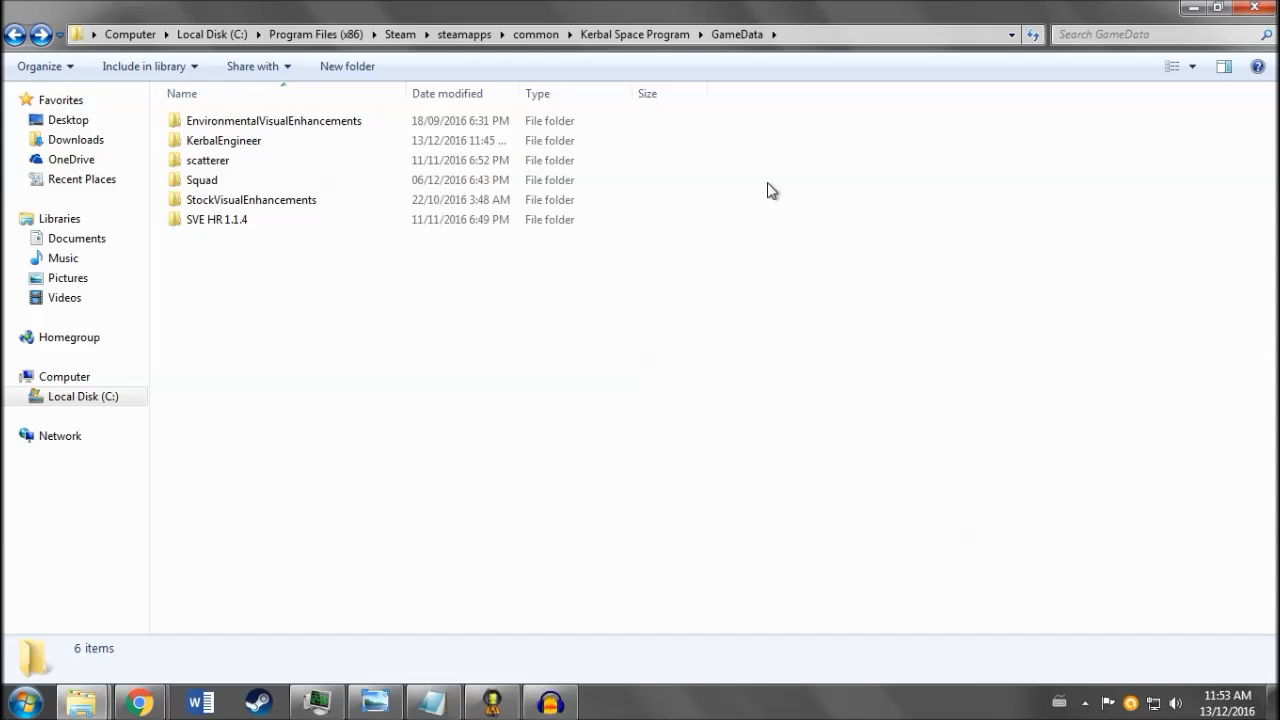 Computer Local Disk (C:) Program Files (x86) Steam steamapps common Kerbal Space Program GameData Search GameData
Organize Include in library Share with New folder
Name Date modified Type Size
Favorites
Desktop
Downloads
OneDrive
Recent Places
Libraries
Documents
Music
Pictures
Videos
Homegroup
Computer
Local Disk (C:)
Network
EnvironmentalVisualEnhancements 18/09/2016 6:31 PM File folder
KerbalEngineer 13/12/2016 11:45 ... File folder
scatterer 11/11/2016 6:52 PM File folder
Squad 06/12/2016 6:43 PM File folder
StockVisualEnhancements 22/10/2016 3:48 AM File folder
SVE HR 1.1.4 11/11/2016 6:49 PM File folder
6 items
11:53 AM
13/12/2016